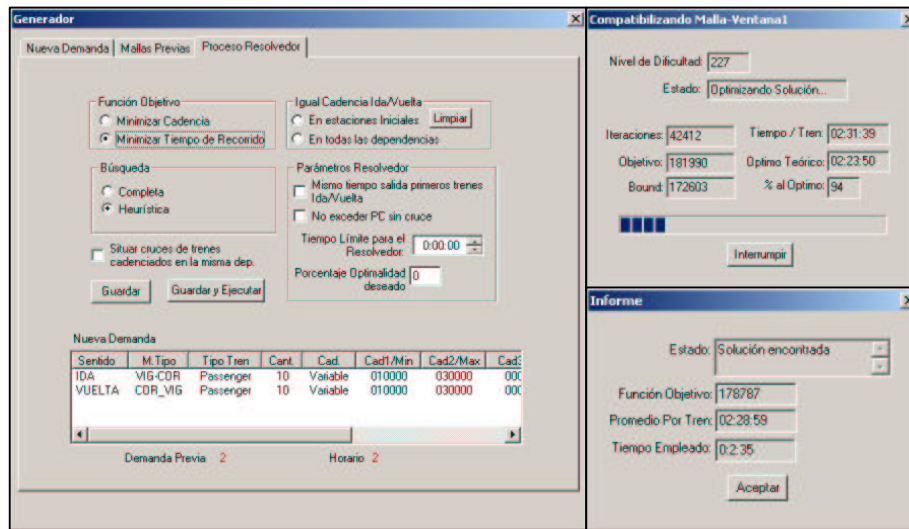 Generador
Nueva Demanda | Mallas Previas | Proceso Resolvedor
Función Objetivo
Minimizar Cadencia
Minimizar Tiempo de Recorrido
Igual Cadencia Ida/Vuelta
En estaciones Iniciales Limpiar
En todas las dependencias
Búsqueda
Completa
Heurística
Parámetros Resolvedor
Mismo tiempo salida primeros trenes
Ida/Vuelta
No exceder PC sin cruce
Tiempo Límite para el
Resolvedor: 0:00:00
Porcentaje Optimalidad
deseado 0
Situar cruces de trenes
cadenciados en la misma dep.
Guardar Guardar y Ejecutar
Nueva Demanda
Sentido M.Tipo Tipo Tren Cant. Cad. Cad1/Min Cad2/Max Cad3
IDA VIG-COR Passenger 10 Variable 010000 030000 000
VUELTA COR_VIG Passenger 10 Variable 010000 030000 000
Demanda Previa 2 Horario 2
Compatibilizando Malla-Ventana1
Nivel de Dificultad: 227
Estado: Optimizando Solución...
Iteraciones: 42412 Tiempo / Tren: 02:31:39
Objetivo: 181990 Optimo Teórico: 02:23:50
Bound: 172603 % al Optimo: 94
Interrumpir
Informe
Estado: Solución encontrada
Función Objetivo: 178787
Promedio Por Tren: 02:28:59
Tiempo Empleado: 0:2:35
Aceptar